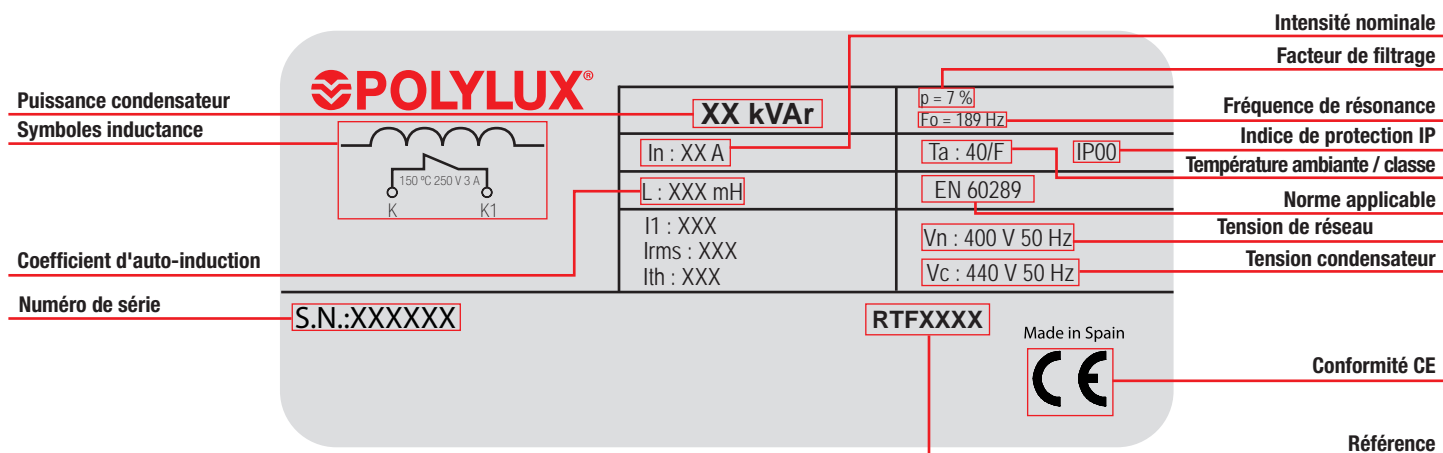 Intensité nominale
Facteur de filtrage
Fréquence de résonance
Indice de protection IP
Température ambiante / classe
Norme applicable
Tension de réseau
Tension condensateur
Conformité CE
Référence
Puissance condensateur
Symboles inductance
Coefficient d'auto-induction
Numéro de série
POLYLUX®
150 ºC 250 V 3 A
K K1
XX kVAr
In : XX A
L : XXX mH
I1 : XXX
Irms : XXX
Ith : XXX
p = 7 %
Fo = 189 Hz
Ta : 40/F IP00
EN 60289
Vn : 400 V 50 Hz
Vc : 440 V 50 Hz
S.N.:XXXXXX
RTFXXXX
Made in Spain
CE